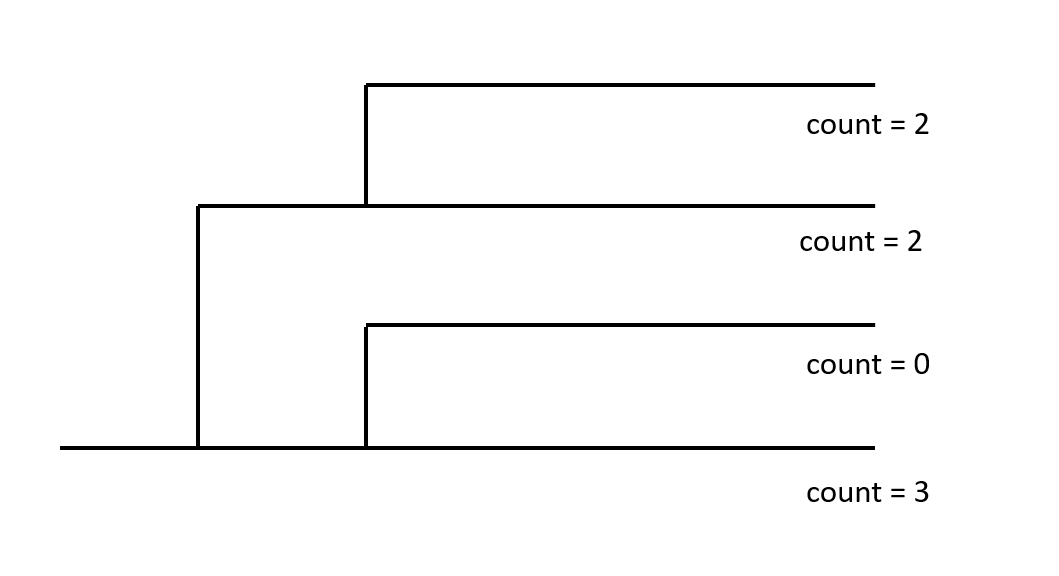 count = 2
count = 2
count = 0
count = 3